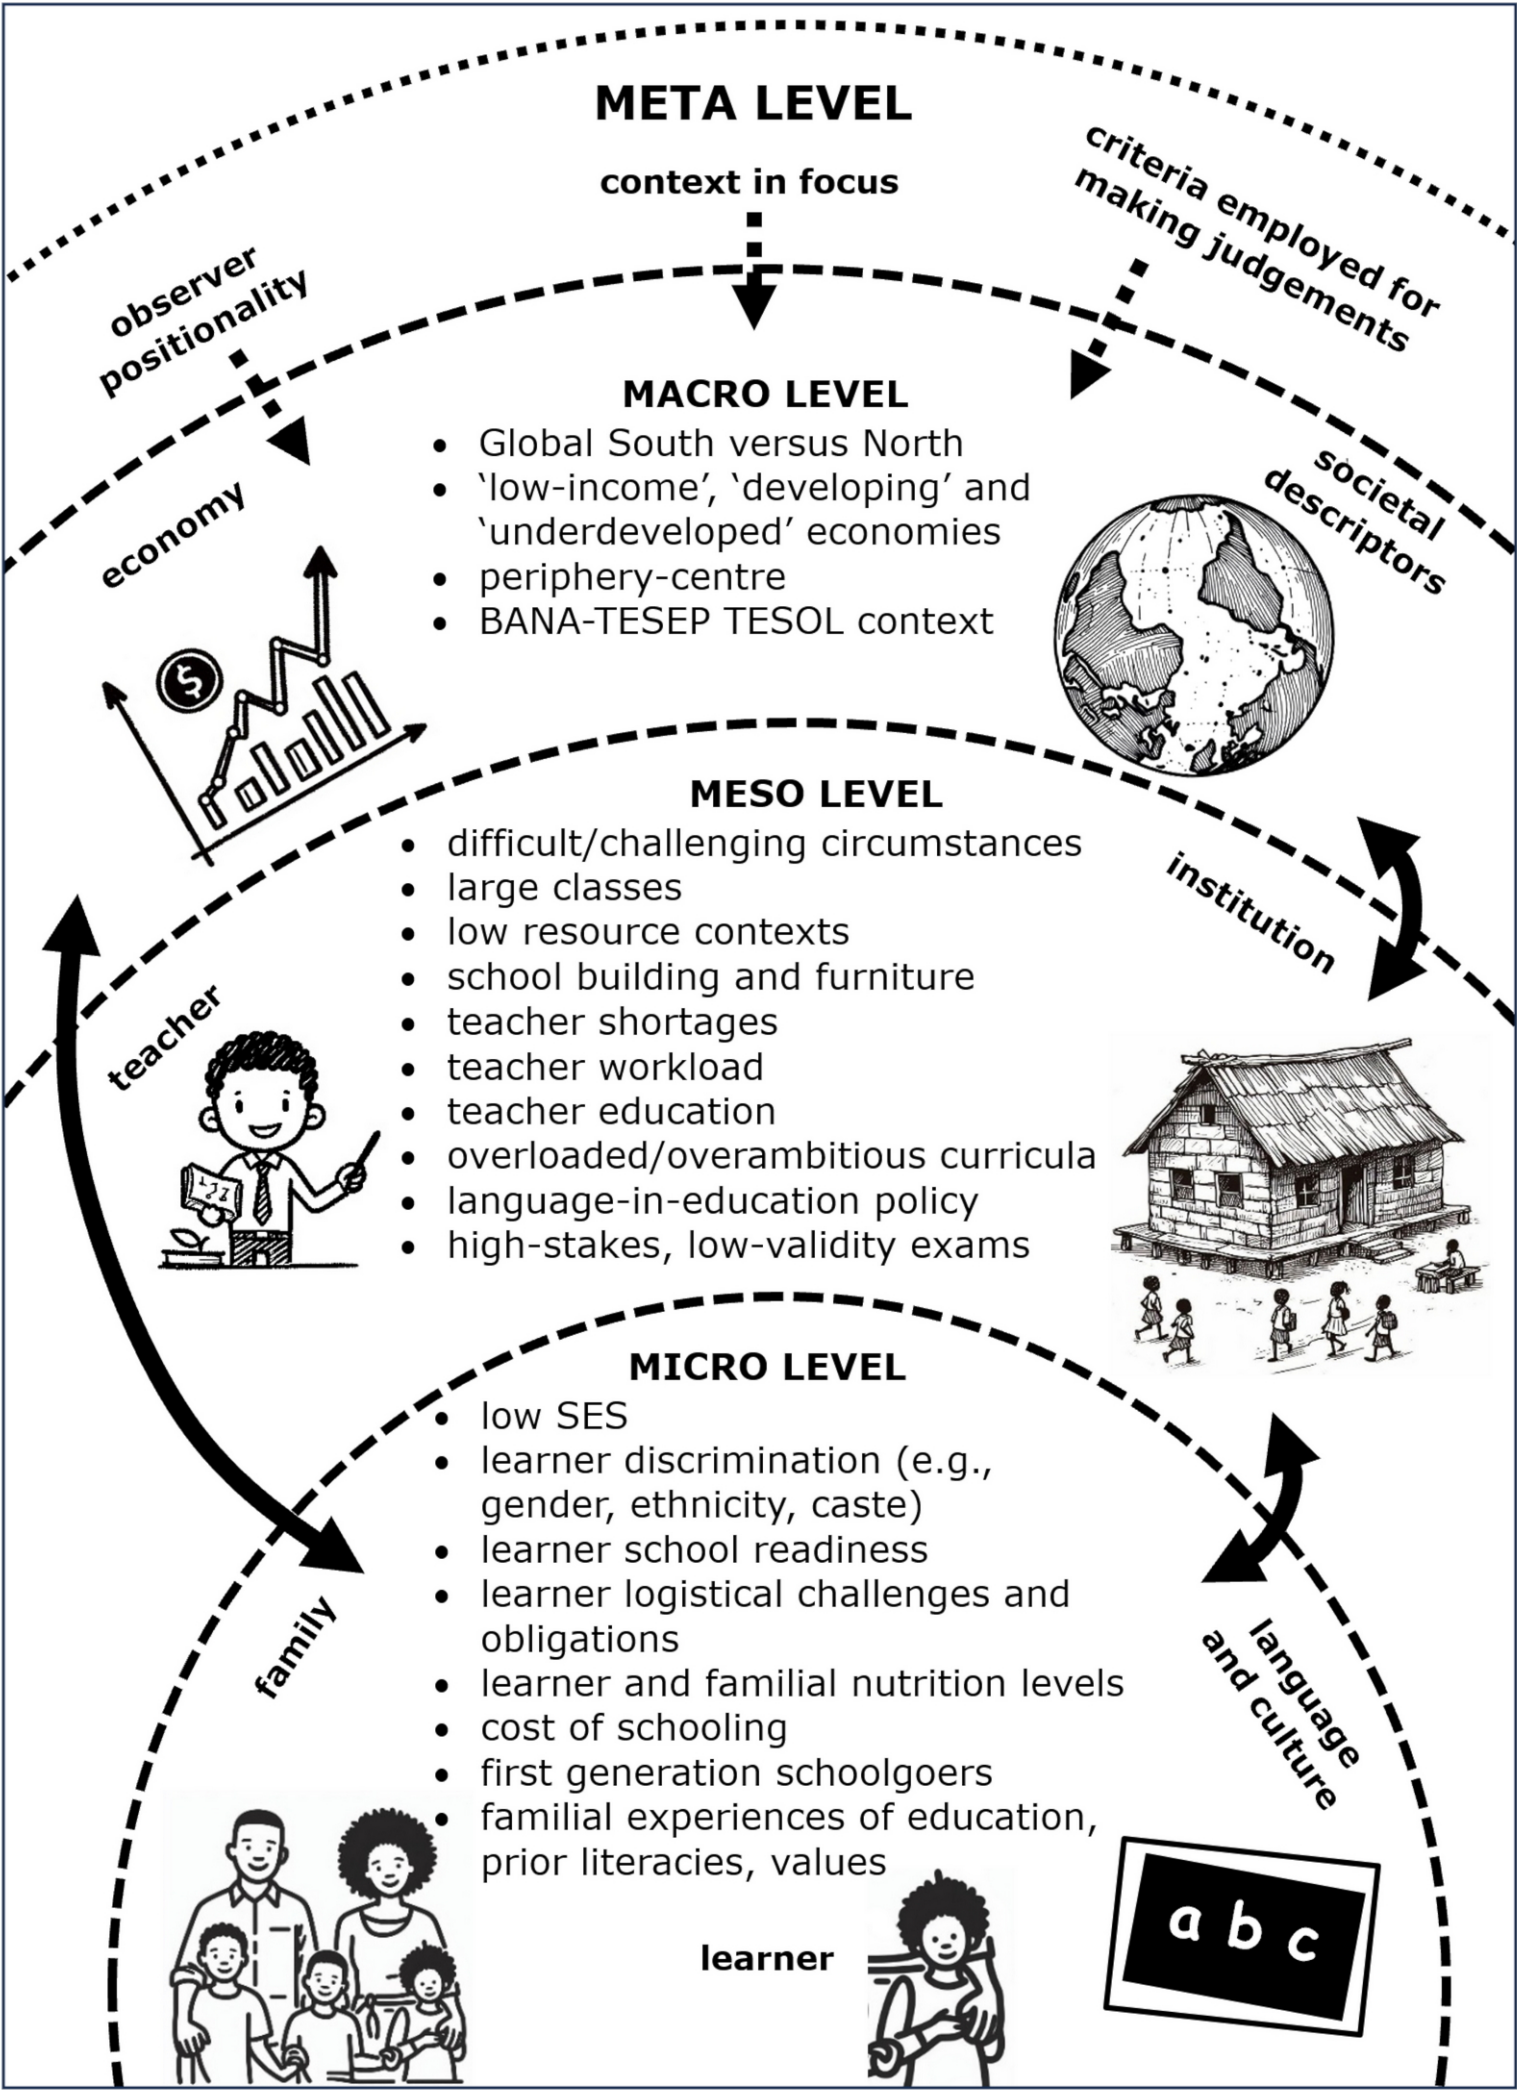 META LEVEL
context in focus
criteria employed for
making judgements
observer
positionality
MACRO LEVEL
• Global South versus North
• ‘low-income’, ‘developing’ and
‘underdeveloped’ economies
• periphery-centre
• BANA-TESEP TESOL context
economy
societal
descriptors
$
MESO LEVEL
• difficult/challenging circumstances
• large classes
• low resource contexts
• school building and furniture
• teacher shortages
• teacher workload
• teacher education
• overloaded/overambitious curricula
• language-in-education policy
• high-stakes, low-validity exams
teacher
institution
MICRO LEVEL
• low SES
• learner discrimination (e.g.,
gender, ethnicity, caste)
• learner school readiness
• learner logistical challenges and
obligations
• learner and familial nutrition levels
• cost of schooling
• first generation schoolgoers
• familial experiences of education,
prior literacies, values
family
language
and culture
learner
a b c